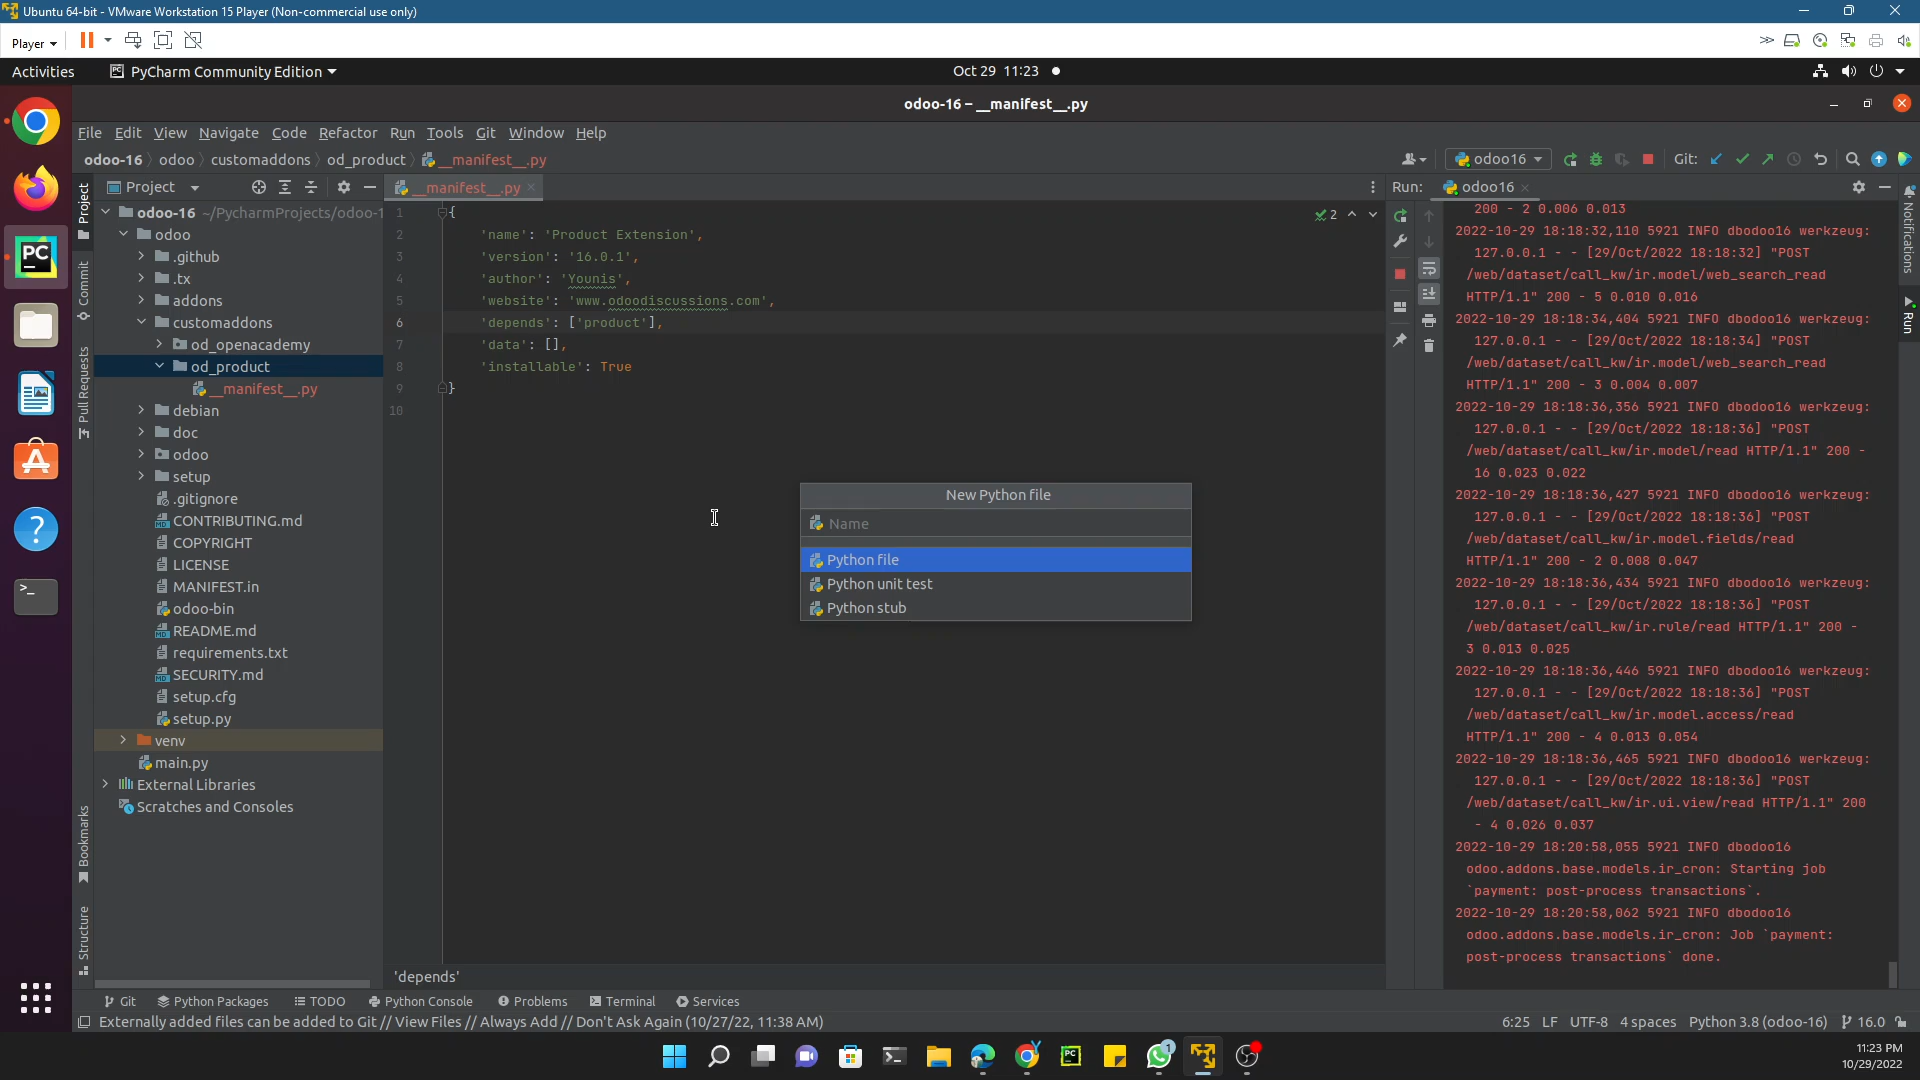 Ubuntu 64-bit - VMware Workstation 15 Player (Non-commercial use only)
Player
Activities PyCharm Community Edition Oct 29 11:23
odoo-16 – __manifest__.py
File Edit View Navigate Code Refactor Run Tools Git Window Help
odoo-16 odoo customaddons od_product __manifest__.py odoo16 Git:
Project __manifest__.py Run: odoo16
Project
Commit
Pull Requests
Bookmarks
Structure
odoo-16 ~/PycharmProjects/odoo-1
odoo
.github
.tx
addons
customaddons
od_openacademy
od_product
__manifest__.py
debian
doc
odoo
setup
.gitignore
CONTRIBUTING.md
COPYRIGHT
LICENSE
MANIFEST.in
odoo-bin
README.md
requirements.txt
SECURITY.md
setup.cfg
setup.py
venv
main.py
External Libraries
Scratches and Consoles
1 {
2 'name': 'Product Extension',
3 'version': '16.0.1',
4 'author': 'Younis',
5 'website': 'www.odoodiscussions.com',
6 'depends': ['product'],
7 'data': [],
8 'installable': True
9 }
10
2
New Python file
Name
Python file
Python unit test
Python stub
'depends'
200 - 2 0.006 0.013
2022-10-29 18:18:32,110 5921 INFO dbodoo16 werkzeug:
127.0.0.1 - - [29/Oct/2022 18:18:32] "POST
/web/dataset/call_kw/ir.model/web_search_read
HTTP/1.1" 200 - 5 0.010 0.016
2022-10-29 18:18:34,404 5921 INFO dbodoo16 werkzeug:
127.0.0.1 - - [29/Oct/2022 18:18:34] "POST
/web/dataset/call_kw/ir.model/web_search_read
HTTP/1.1" 200 - 3 0.004 0.007
2022-10-29 18:18:36,356 5921 INFO dbodoo16 werkzeug:
127.0.0.1 - - [29/Oct/2022 18:18:36] "POST
/web/dataset/call_kw/ir.model/read HTTP/1.1" 200 -
16 0.023 0.022
2022-10-29 18:18:36,427 5921 INFO dbodoo16 werkzeug:
127.0.0.1 - - [29/Oct/2022 18:18:36] "POST
/web/dataset/call_kw/ir.model.fields/read
HTTP/1.1" 200 - 2 0.008 0.047
2022-10-29 18:18:36,434 5921 INFO dbodoo16 werkzeug:
127.0.0.1 - - [29/Oct/2022 18:18:36] "POST
/web/dataset/call_kw/ir.rule/read HTTP/1.1" 200 -
3 0.013 0.025
2022-10-29 18:18:36,446 5921 INFO dbodoo16 werkzeug:
127.0.0.1 - - [29/Oct/2022 18:18:36] "POST
/web/dataset/call_kw/ir.model.access/read
HTTP/1.1" 200 - 4 0.013 0.054
2022-10-29 18:18:36,465 5921 INFO dbodoo16 werkzeug:
127.0.0.1 - - [29/Oct/2022 18:18:36] "POST
/web/dataset/call_kw/ir.ui.view/read HTTP/1.1" 200
- 4 0.026 0.037
2022-10-29 18:20:58,055 5921 INFO dbodoo16
odoo.addons.base.models.ir_cron: Starting job
`payment: post-process transactions`.
2022-10-29 18:20:58,062 5921 INFO dbodoo16
odoo.addons.base.models.ir_cron: Job `payment:
post-process transactions` done.
Notifications
Run
Git Python Packages TODO Python Console Problems Terminal Services
Externally added files can be added to Git // View Files // Always Add // Don't Ask Again (10/27/22, 11:38 AM) 6:25 LF UTF-8 4 spaces Python 3.8 (odoo-16) 16.0
PC
PC
1
11:23 PM
10/29/2022